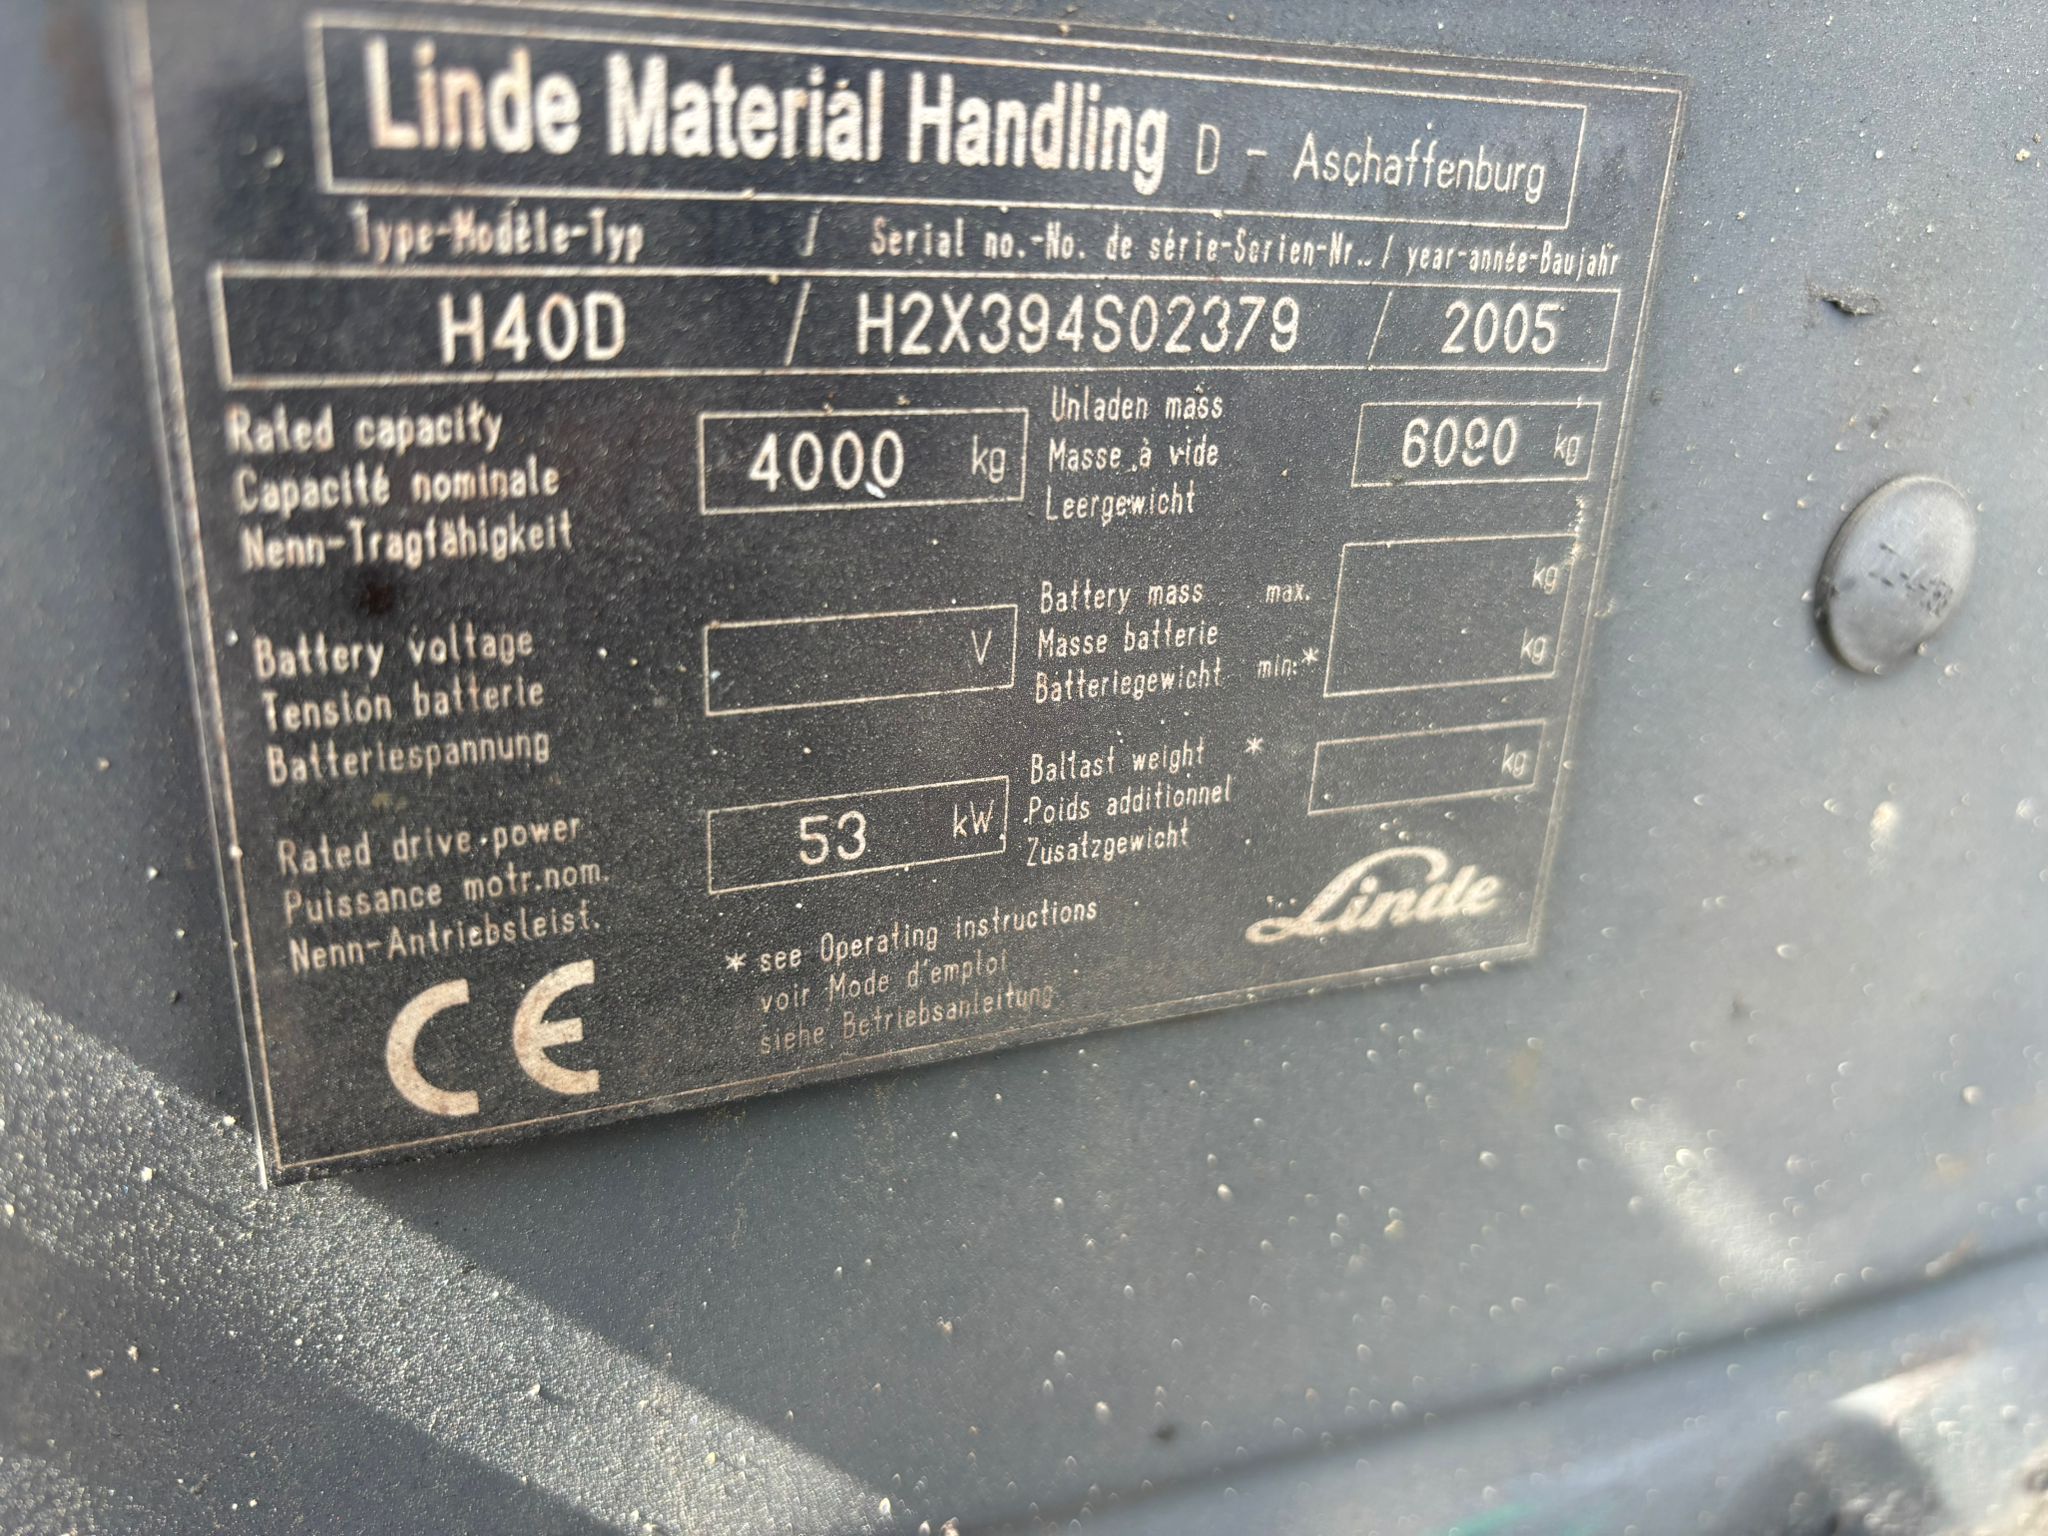 Linde Material Handling D - Aschaffenburg
Type-Modèle-Typ / Serial no.-No. de série-Serien-Nr. / year-année-Baujahr
H40D / H2X394S02379 / 2005
Rated capacity
Capacité nominale
Nenn-Tragfähigkeit
4000 kg
Unladen mass
Masse à vide
Leergewicht
6090 kg
Battery voltage
Tension batterie
Batteriespannung
V
Battery mass max. kg
Masse batterie
Batteriegewicht min.* kg
Rated drive power
Puissance motr.nom.
Nenn-Antriebsleist.
53 kW
Ballast weight *
Poids additionnel
Zusatzgewicht
kg
CE
* see Operating instructions
voir Mode d'emploi
siehe Betriebsanleitung
Linde